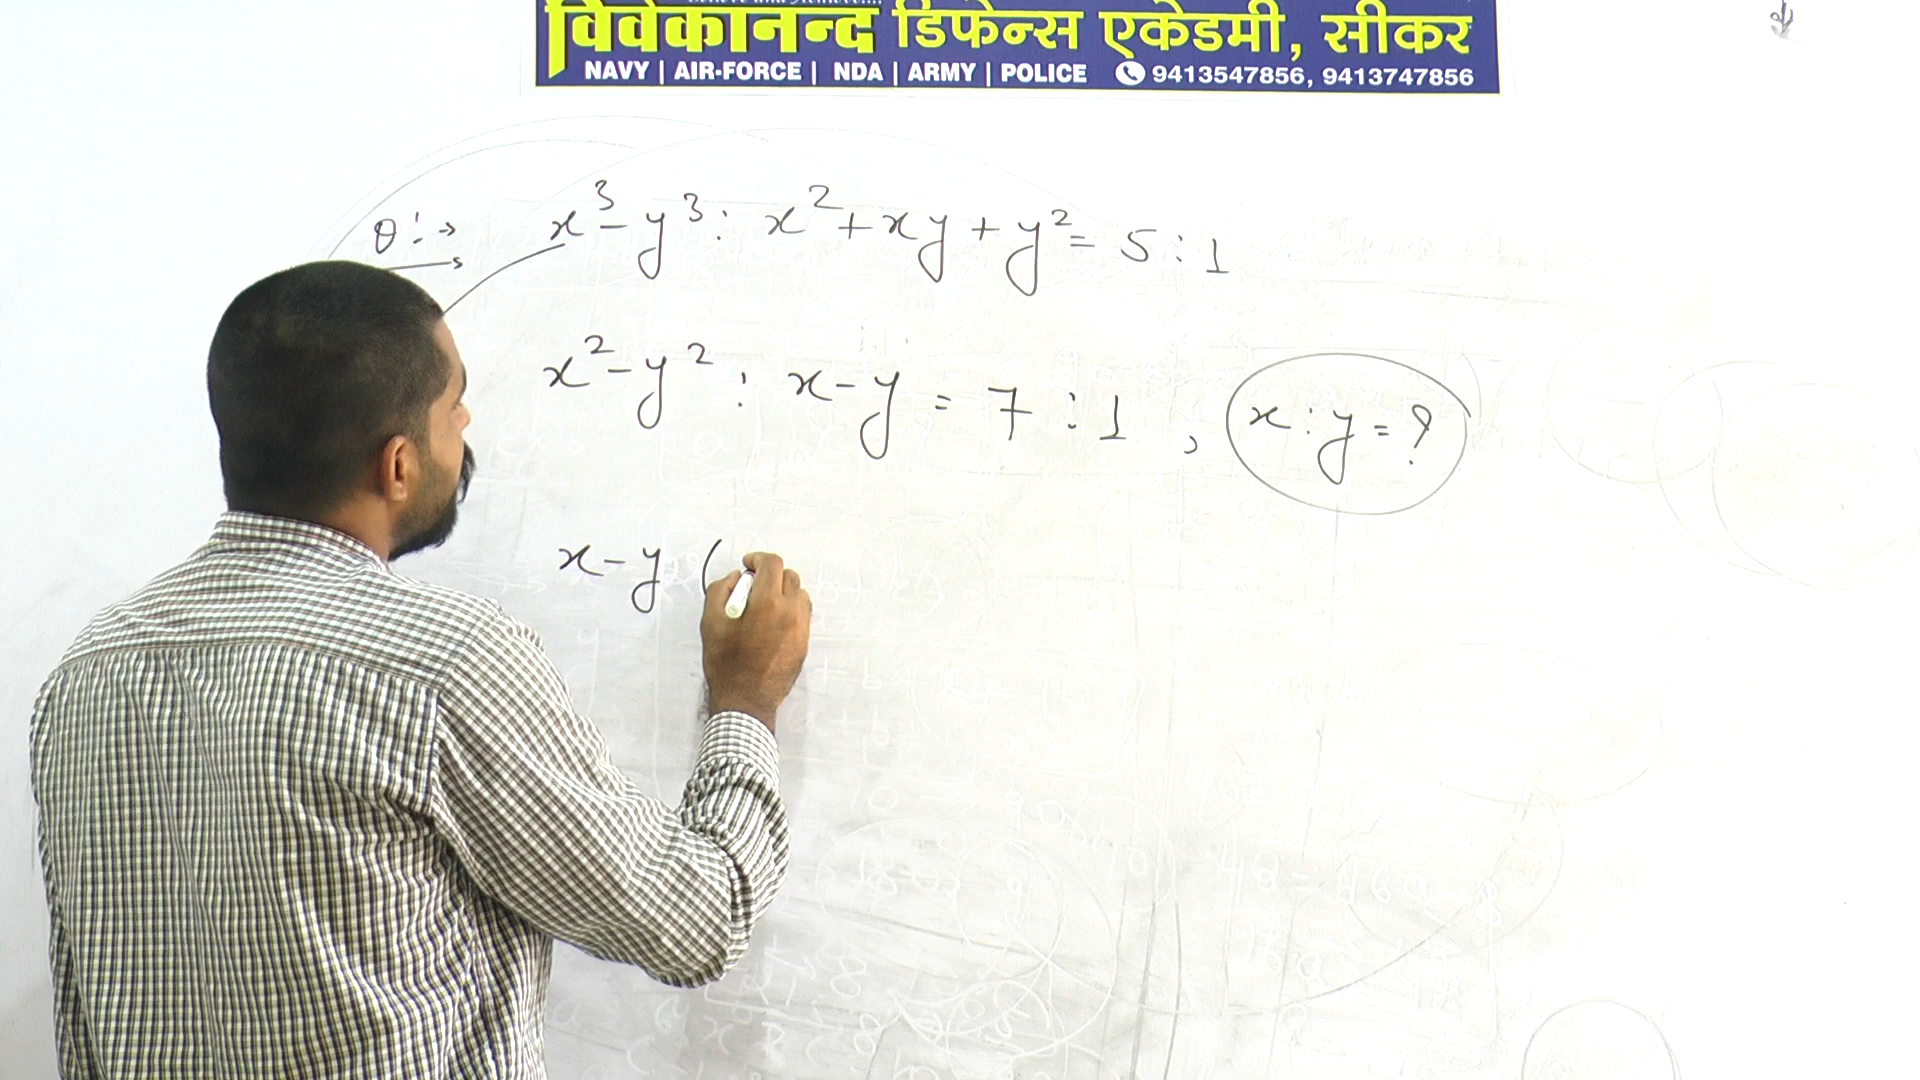 विवेकानन्द डिफेन्स एकेडमी, सीकर
NAVY | AIR-FORCE | NDA | ARMY | POLICE 9413547856, 9413747856
Q:→ x³-y³: x²+xy+y²= 5:1
x²-y² : x-y = 7:1, x:y=?
x-y (